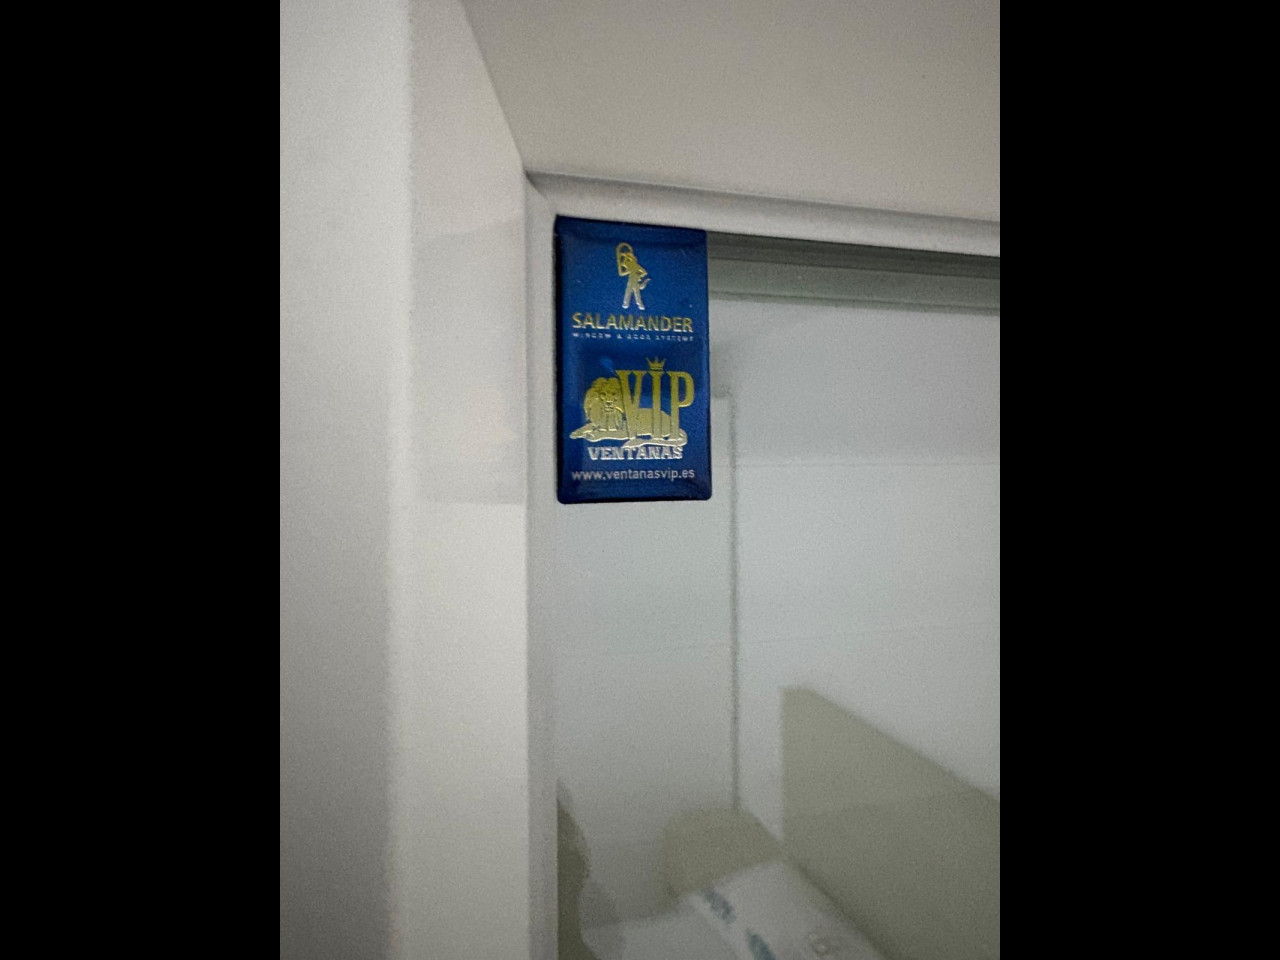 SALAMANDER
WINDOW & DOOR SYSTEMS
VIP
VENTANAS
www.ventanasvip.es